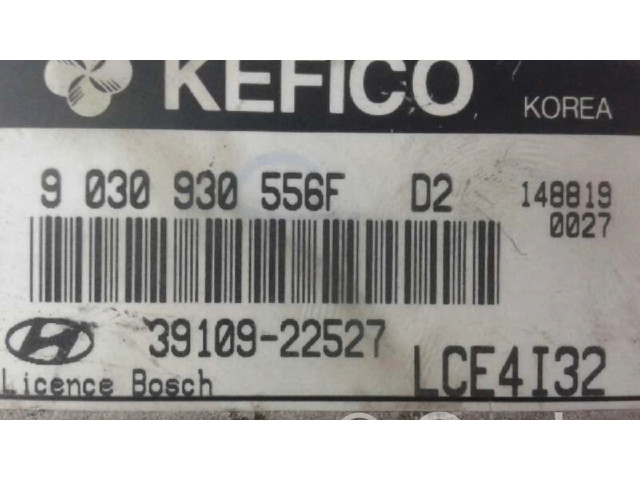 KEFICO KOREA
9 030 930 556F D2 148819
0027
39109-22527
Licence Bosch LCE4I32